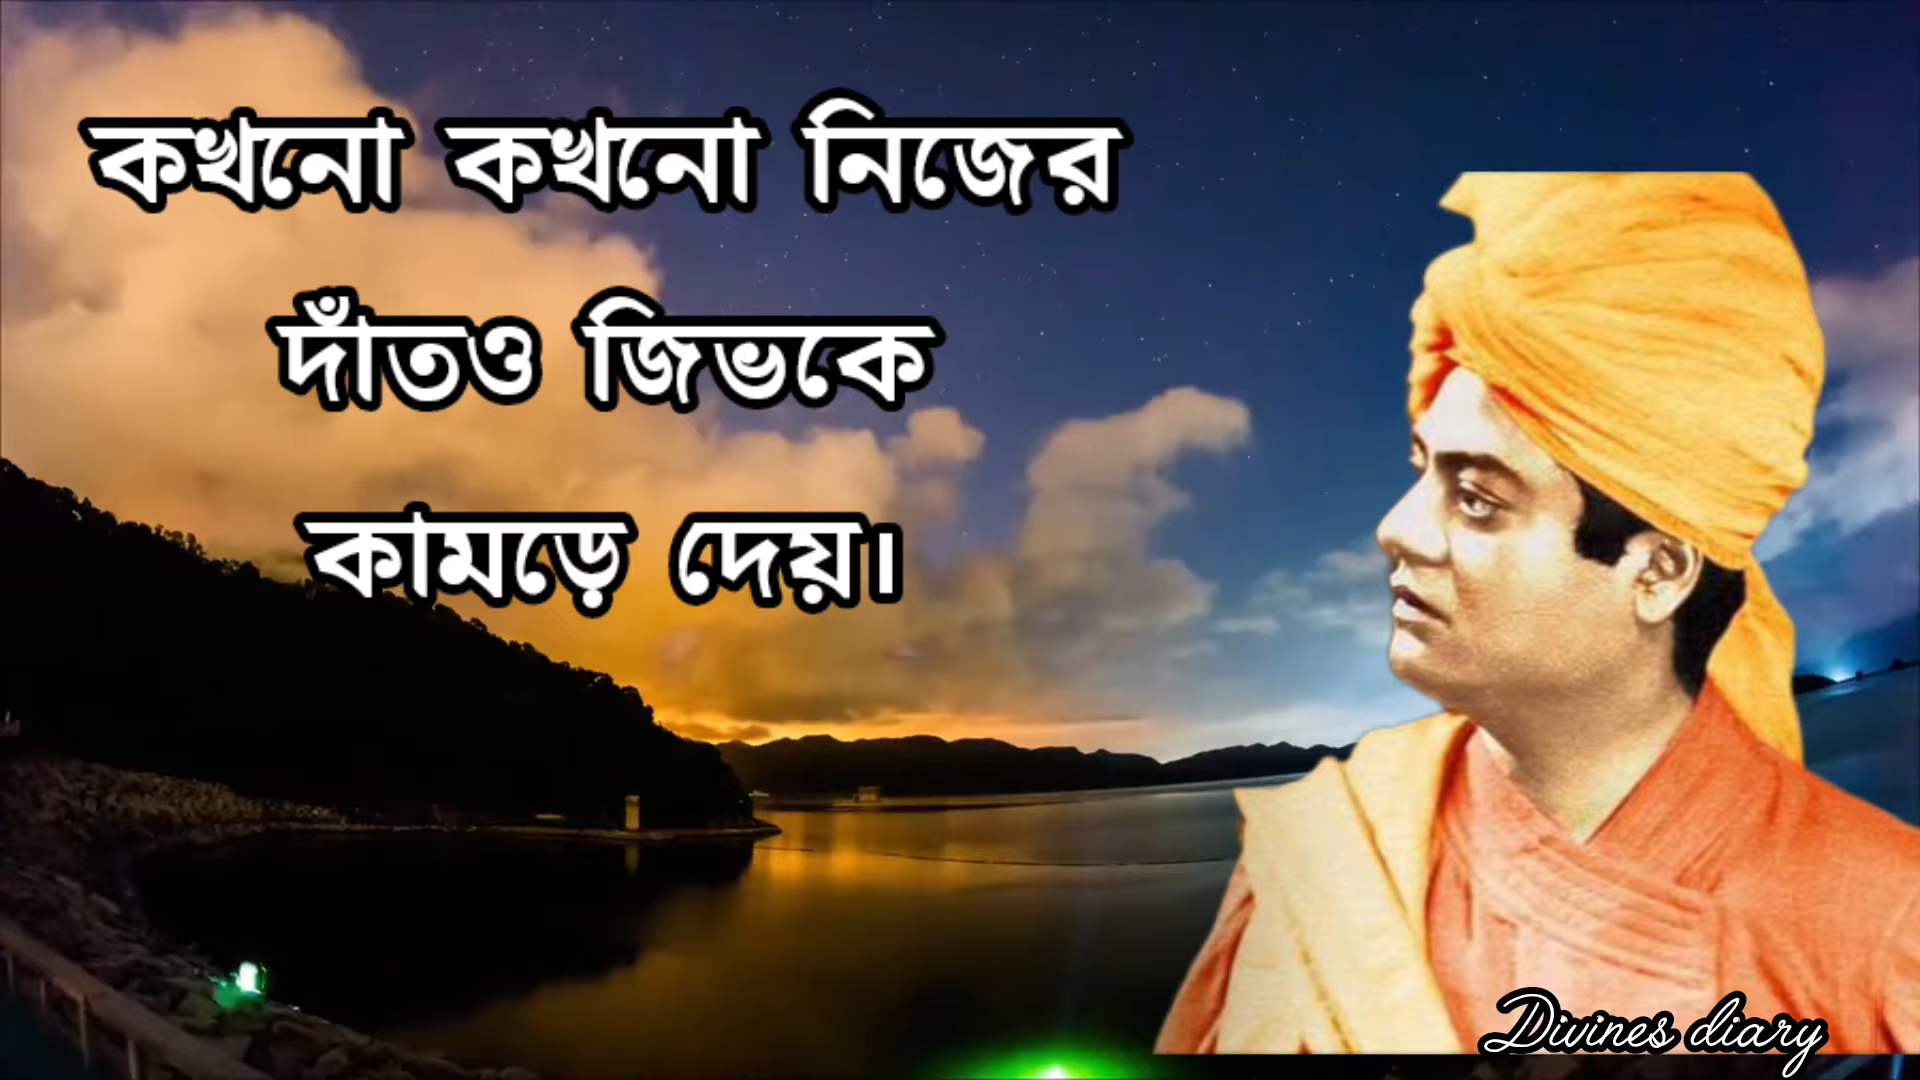 কখনো কখনো নিজের
দাঁতও জিভকে
কামড়ে দেয়।
Divines diary